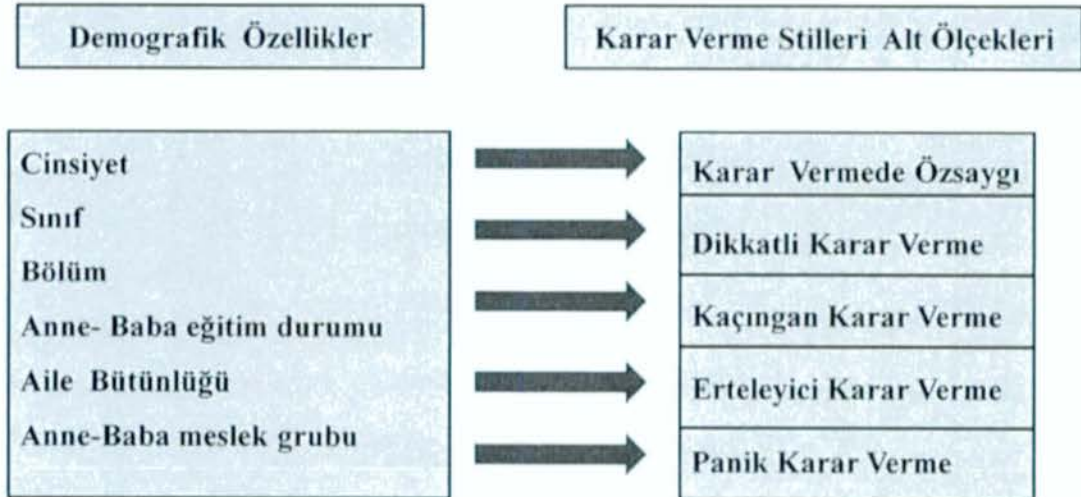 Demografik Özellikler
Karar Verme Stilleri Alt Ölçekleri
Cinsiyet
Sınıf
Bölüm
Anne- Baba eğitim durumu
Aile Bütünlüğü
Anne-Baba meslek grubu
Karar Vermede Özsaygı
Dikkatli Karar Verme
Kaçıngan Karar Verme
Erteleyici Karar Verme
Panik Karar Verme